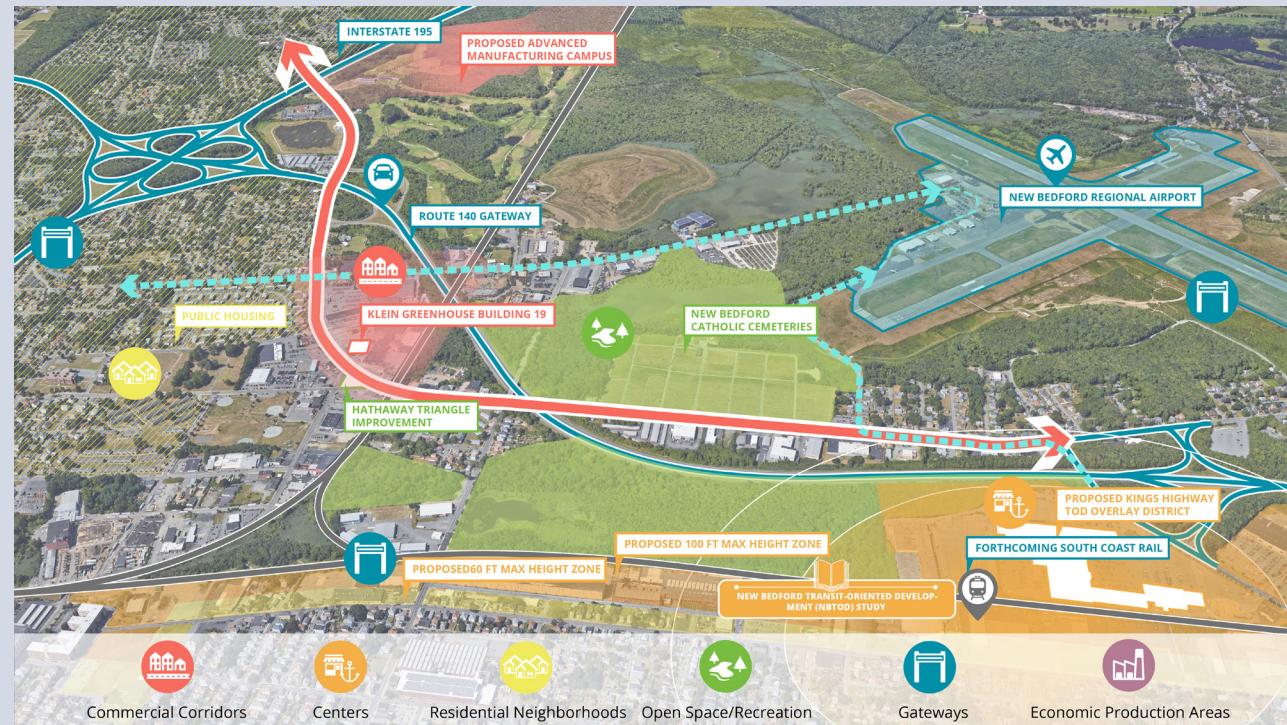 INTERSTATE 195
PROPOSED ADVANCED
MANUFACTURING CAMPUS
ROUTE 140 GATEWAY
NEW BEDFORD REGIONAL AIRPORT
PUBLIC HOUSING
KLEIN GREENHOUSE BUILDING 19
NEW BEDFORD
CATHOLIC CEMETERIES
HATHAWAY TRIANGLE
IMPROVEMENT
PROPOSED KINGS HIGHWAY
TOD OVERLAY DISTRICT
PROPOSED 100 FT MAX HEIGHT ZONE
FORTHCOMING SOUTH COAST RAIL
PROPOSED60 FT MAX HEIGHT ZONE
NEW BEDFORD TRANSIT-ORIENTED DEVELOP-
MENT (NBTOD) STUDY
Commercial Corridors
Centers
Residential Neighborhoods
Open Space/Recreation
Gateways
Economic Production Areas